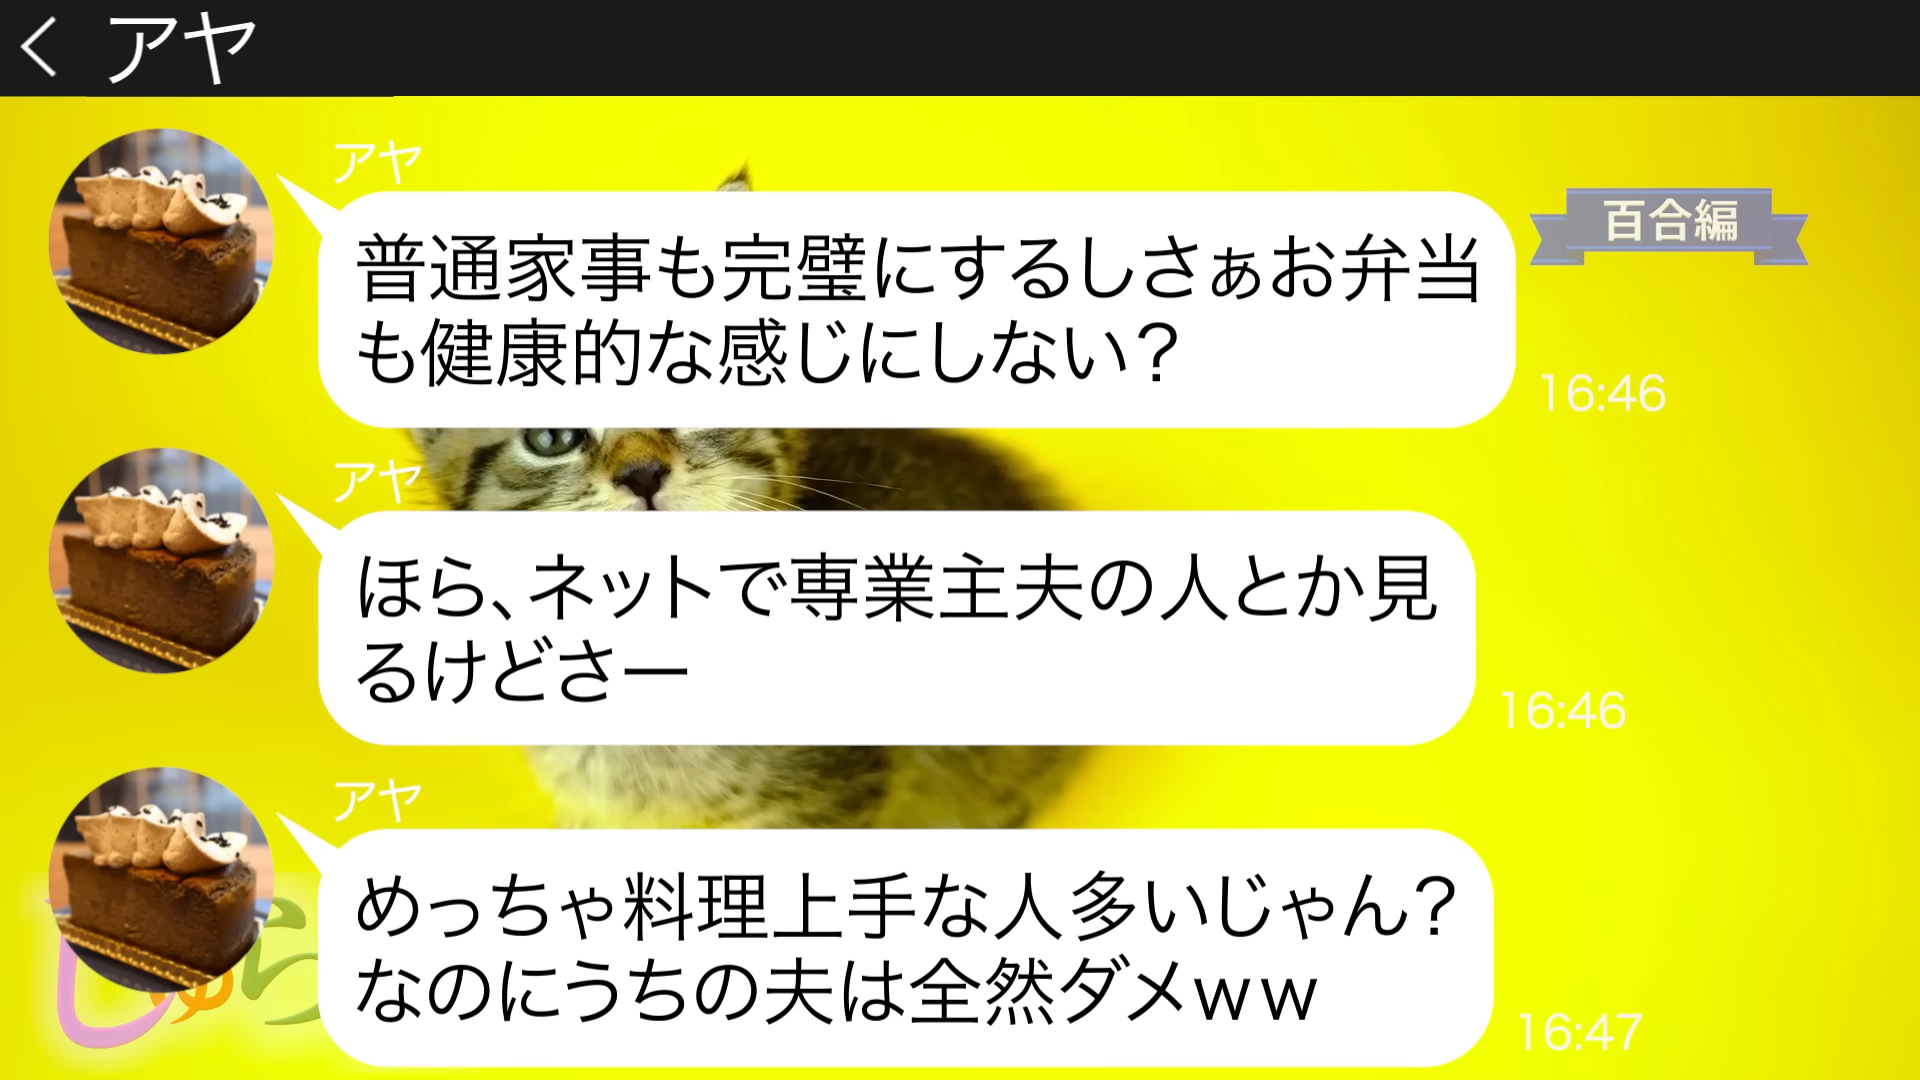 アヤ
アヤ
普通家事も完璧にするしさぁお弁当
も健康的な感じにしない？
16:46
百合編
アヤ
ほら、ネットで専業主夫の人とか見
るけどさー
16:46
アヤ
めっちゃ料理上手な人多いじゃん？
なのにうちの夫は全然ダメｗｗ
16:47